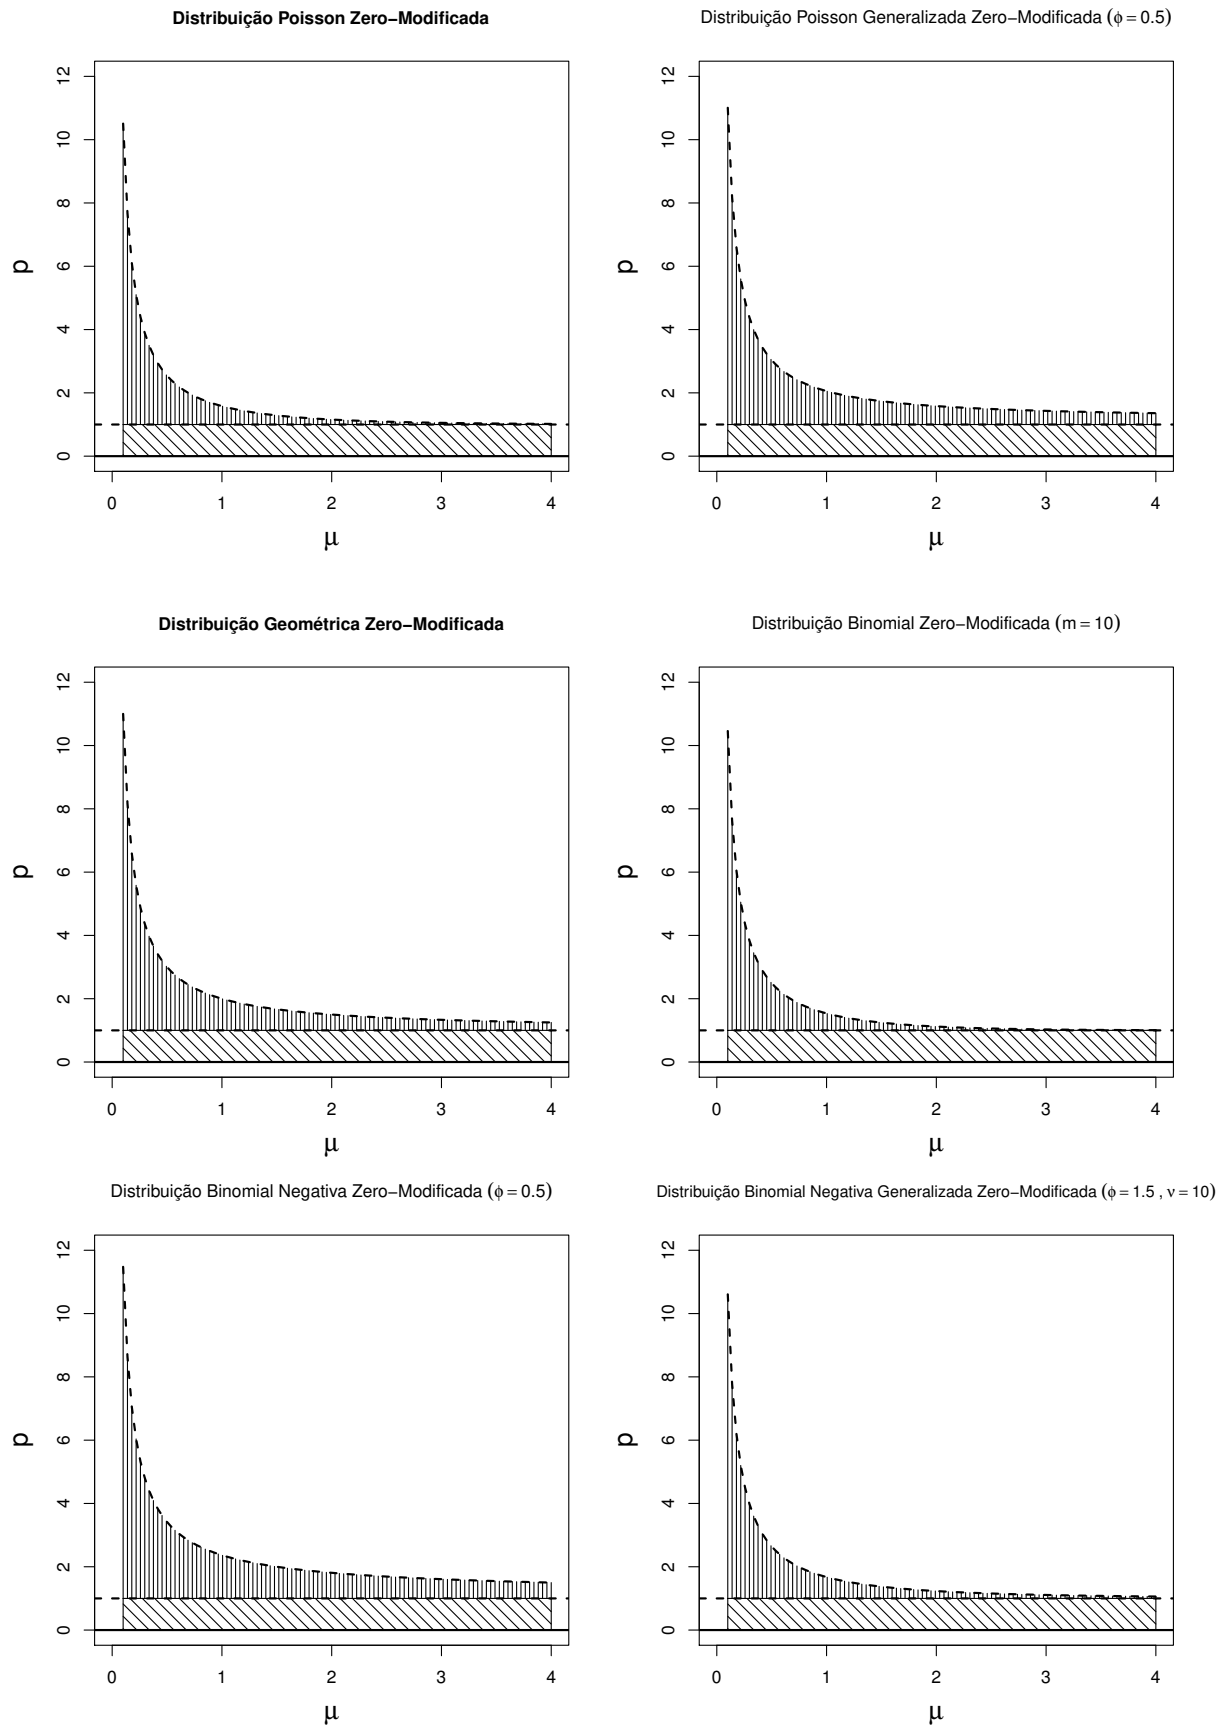 Distribuição Poisson Zero−Modificada
12
10
8
6
4
2
0
p
0 1 2 3 4
μ
Distribuição Poisson Generalizada Zero−Modificada (ϕ = 0.5)
12
10
8
6
4
2
0
p
0 1 2 3 4
μ
Distribuição Geométrica Zero−Modificada
12
10
8
6
4
2
0
p
0 1 2 3 4
μ
Distribuição Binomial Zero−Modificada (m = 10)
12
10
8
6
4
2
0
p
0 1 2 3 4
μ
Distribuição Binomial Negativa Zero−Modificada (ϕ = 0.5)
12
10
8
6
4
2
0
p
0 1 2 3 4
μ
Distribuição Binomial Negativa Generalizada Zero−Modificada (ϕ = 1.5 , ν = 10)
12
10
8
6
4
2
0
p
0 1 2 3 4
μ